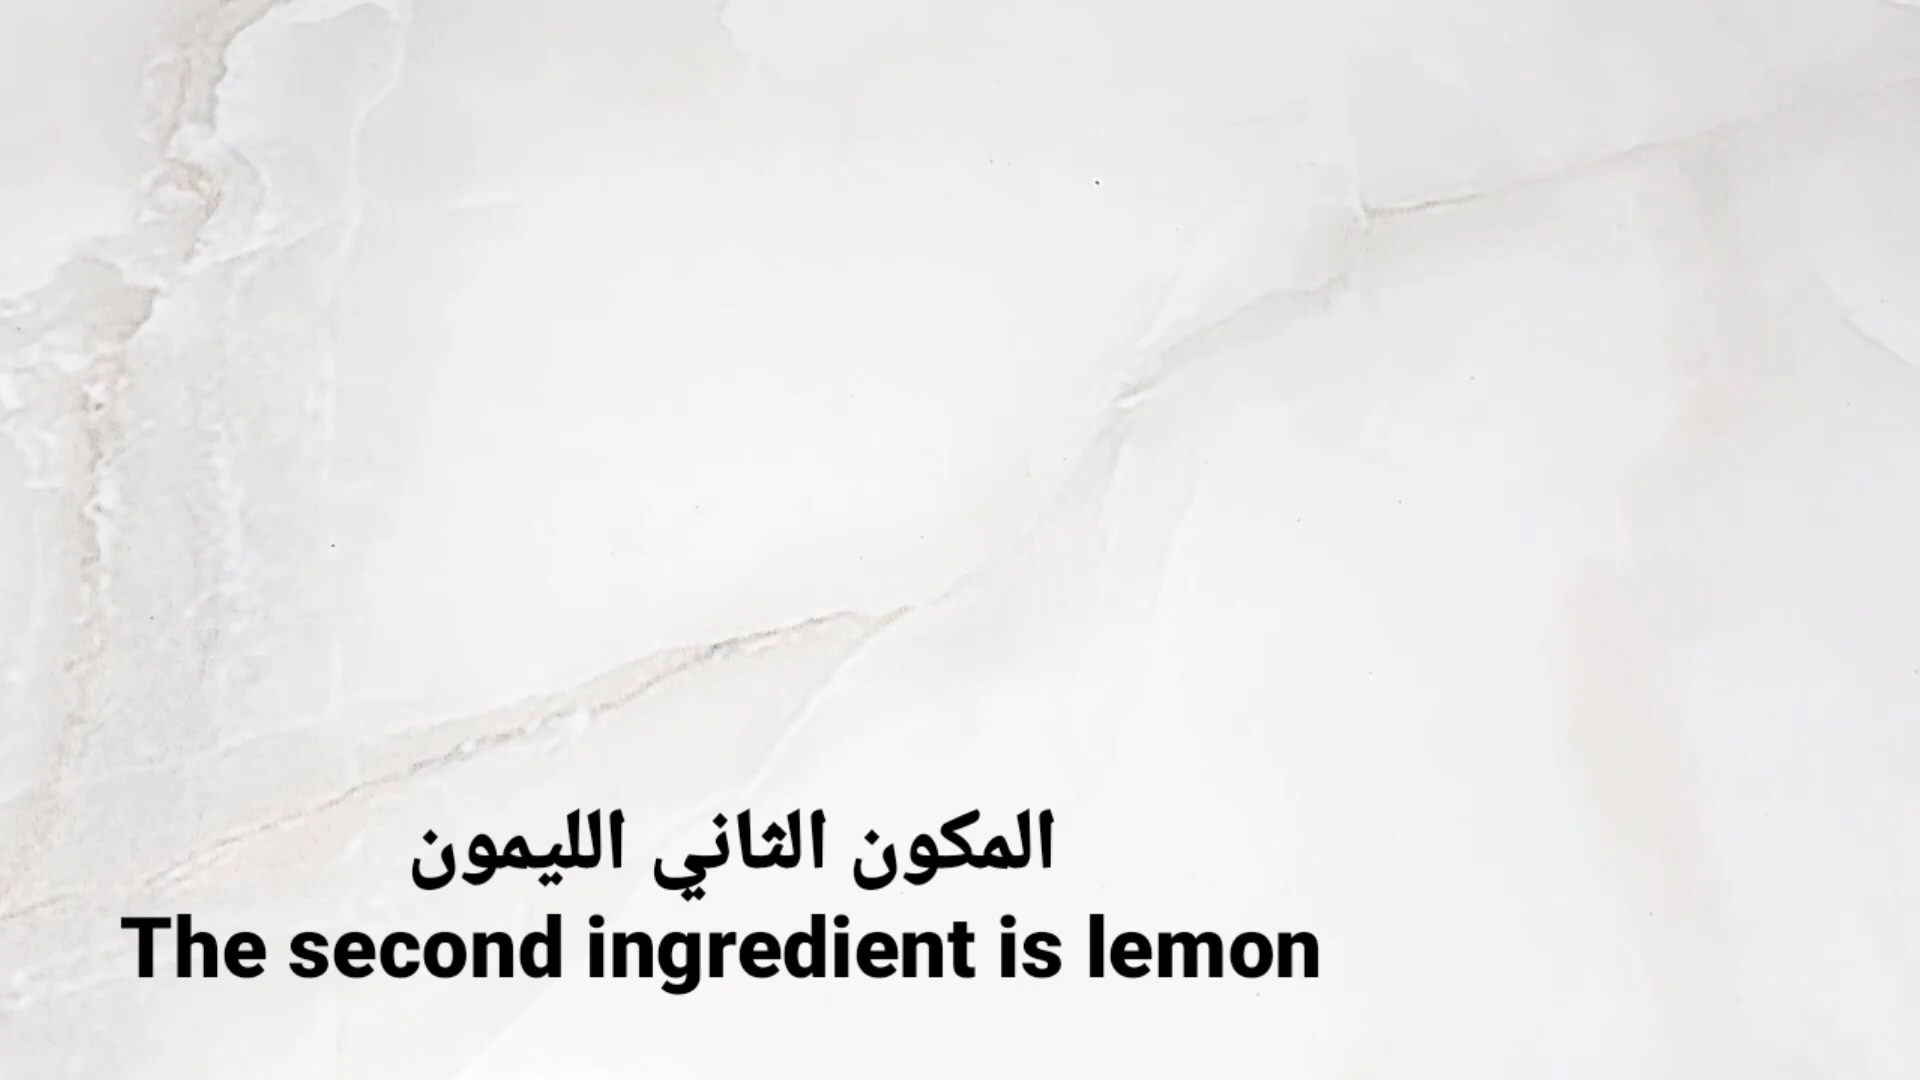 المكون الثاني الليمون
The second ingredient is lemon